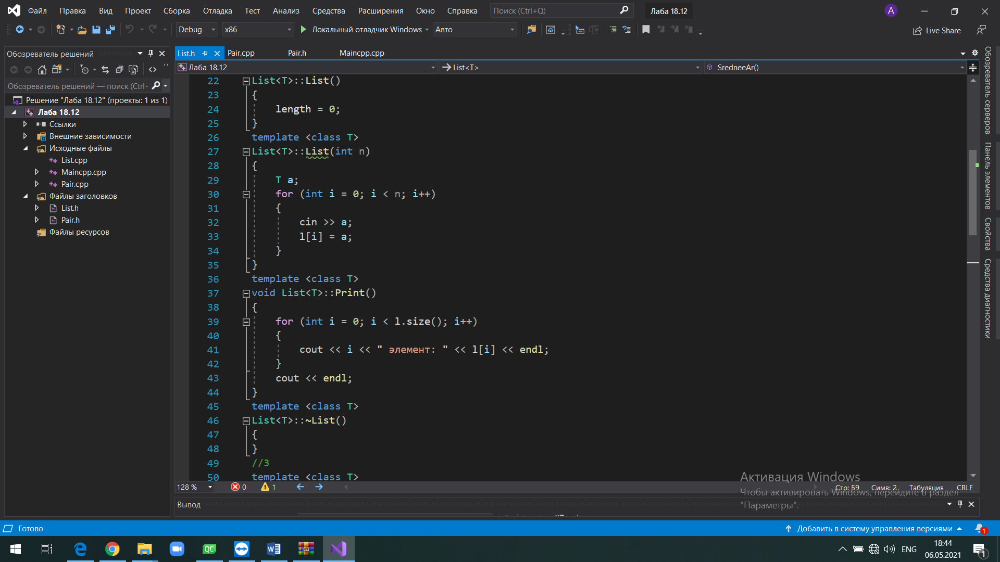 Файл Правка Вид Проект Сборка Отладка Тест Анализ Средства Расширения Окно Справка Поиск (Ctrl+Q) Лаба 18.12 A
Debug x86 Локальный отладчик Windows Авто Live Share
Обозреватель решений
Обозреватель решений — поиск (Ctrl+
Решение "Лаба 18.12" (проекты: 1 из 1)
Лаба 18.12
Ссылки
Внешние зависимости
Исходные файлы
List.cpp
Maincpp.cpp
Pair.cpp
Файлы заголовков
List.h
Pair.h
Файлы ресурсов
List.h Pair.cpp Pair.h Maincpp.cpp
Лаба 18.12 List<T> SredneeAr()
22 List<T>::List()
23 {
24 length = 0;
25 }
26 template <class T>
27 List<T>::List(int n)
28 {
29 T a;
30 for (int i = 0; i < n; i++)
31 {
32 cin >> a;
33 l[i] = a;
34 }
35 }
36 template <class T>
37 void List<T>::Print()
38 {
39 for (int i = 0; i < l.size(); i++)
40 {
41 cout << i << " элемент: " << l[i] << endl;
42 }
43 cout << endl;
44 }
45 template <class T>
46 List<T>::~List()
47 {
48 }
49 //3
50 template <class T>
128 % 0 1 Стр: 59 Симв: 2 Табуляция CRLF
Вывод
Активация Windows
Чтобы активировать Windows, перейдите в раздел
"Параметры".
Обозреватель серверов
Панель элементов
Свойства
Средства диагностики
Готово Добавить в систему управления версиями 1
QC W ENG 18:44
06.05.2021 1